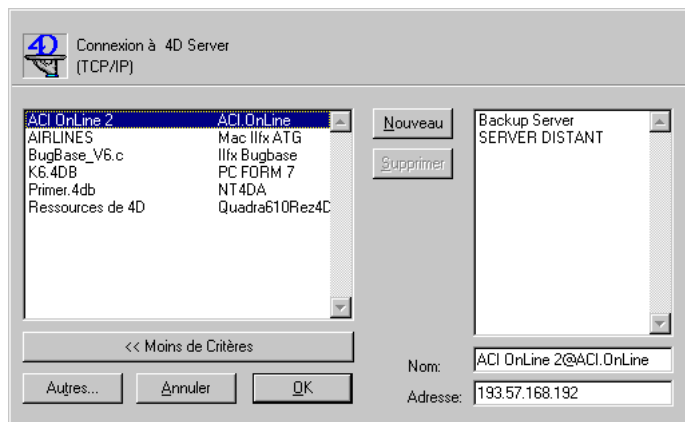 4D
Connexion à 4D Server
(TCP/IP)
ACI OnLine 2 ACI.OnLine
AIRLINES Mac IIfx ATG
BugBase_V6.c IIfx Bugbase
K6.4DB PC FORM 7
Primer.4db NT4DA
Ressources de 4D Quadra610Rez4D
Nouveau
Supprimer
Backup Server
SERVER DISTANT
<< Moins de Critères
Autres...
Annuler
OK
Nom: ACI OnLine 2@ACI.OnLine
Adresse: 193.57.168.192